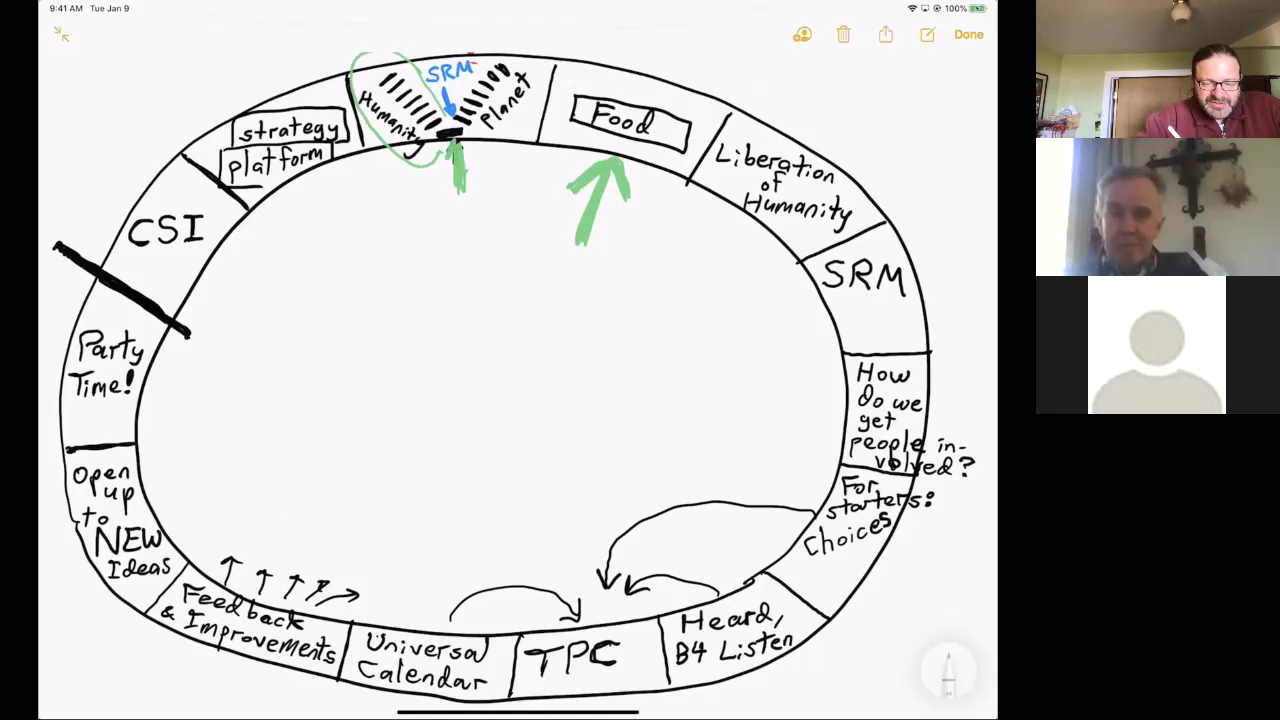 9:41 AM Tue Jan 9
100%
Done
SRM
Humanity
Planet
Food
strategy
platform
Liberation
of
Humanity
CSI
SRM
Party
Time!
How
do we
get
people in-
volved?
Open
up
to
NEW
Ideas
For
starters:
Choices
Feedback
& Improvements
Universal
Calendar
TPC
Heard,
B4 Listen